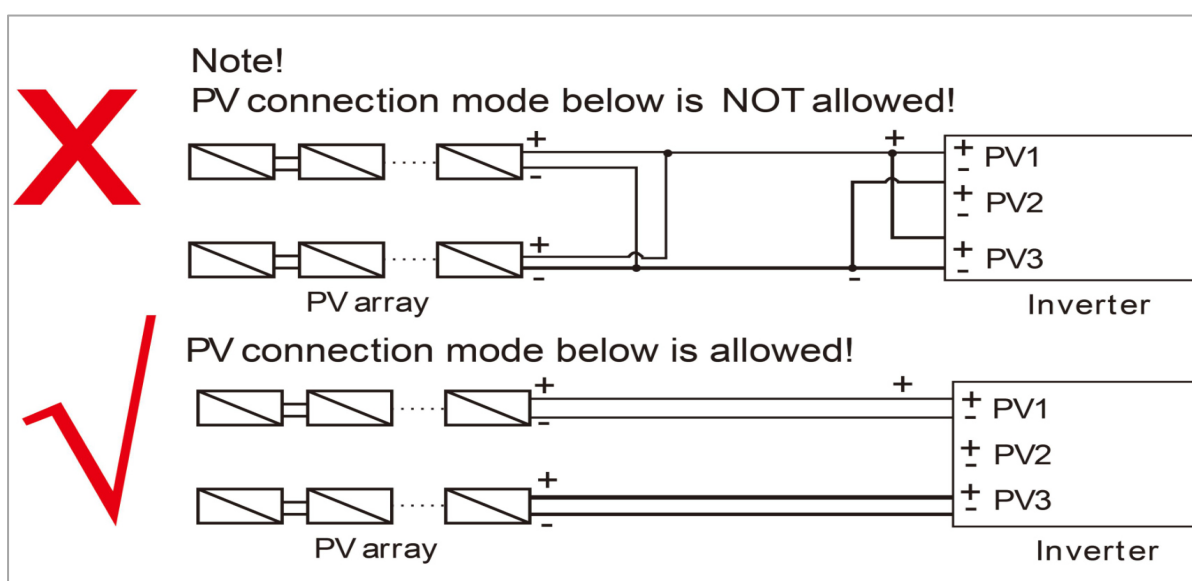 Note!
PV connection mode below is NOT allowed!
+ +
+ PV1
-
-
+ PV2
-
+
+ PV3
-
- -
PV array
Inverter
PV connection mode below is allowed!
+ +
+ PV1
-
-
+ PV2
-
+
+ PV3
-
-
PV array
Inverter